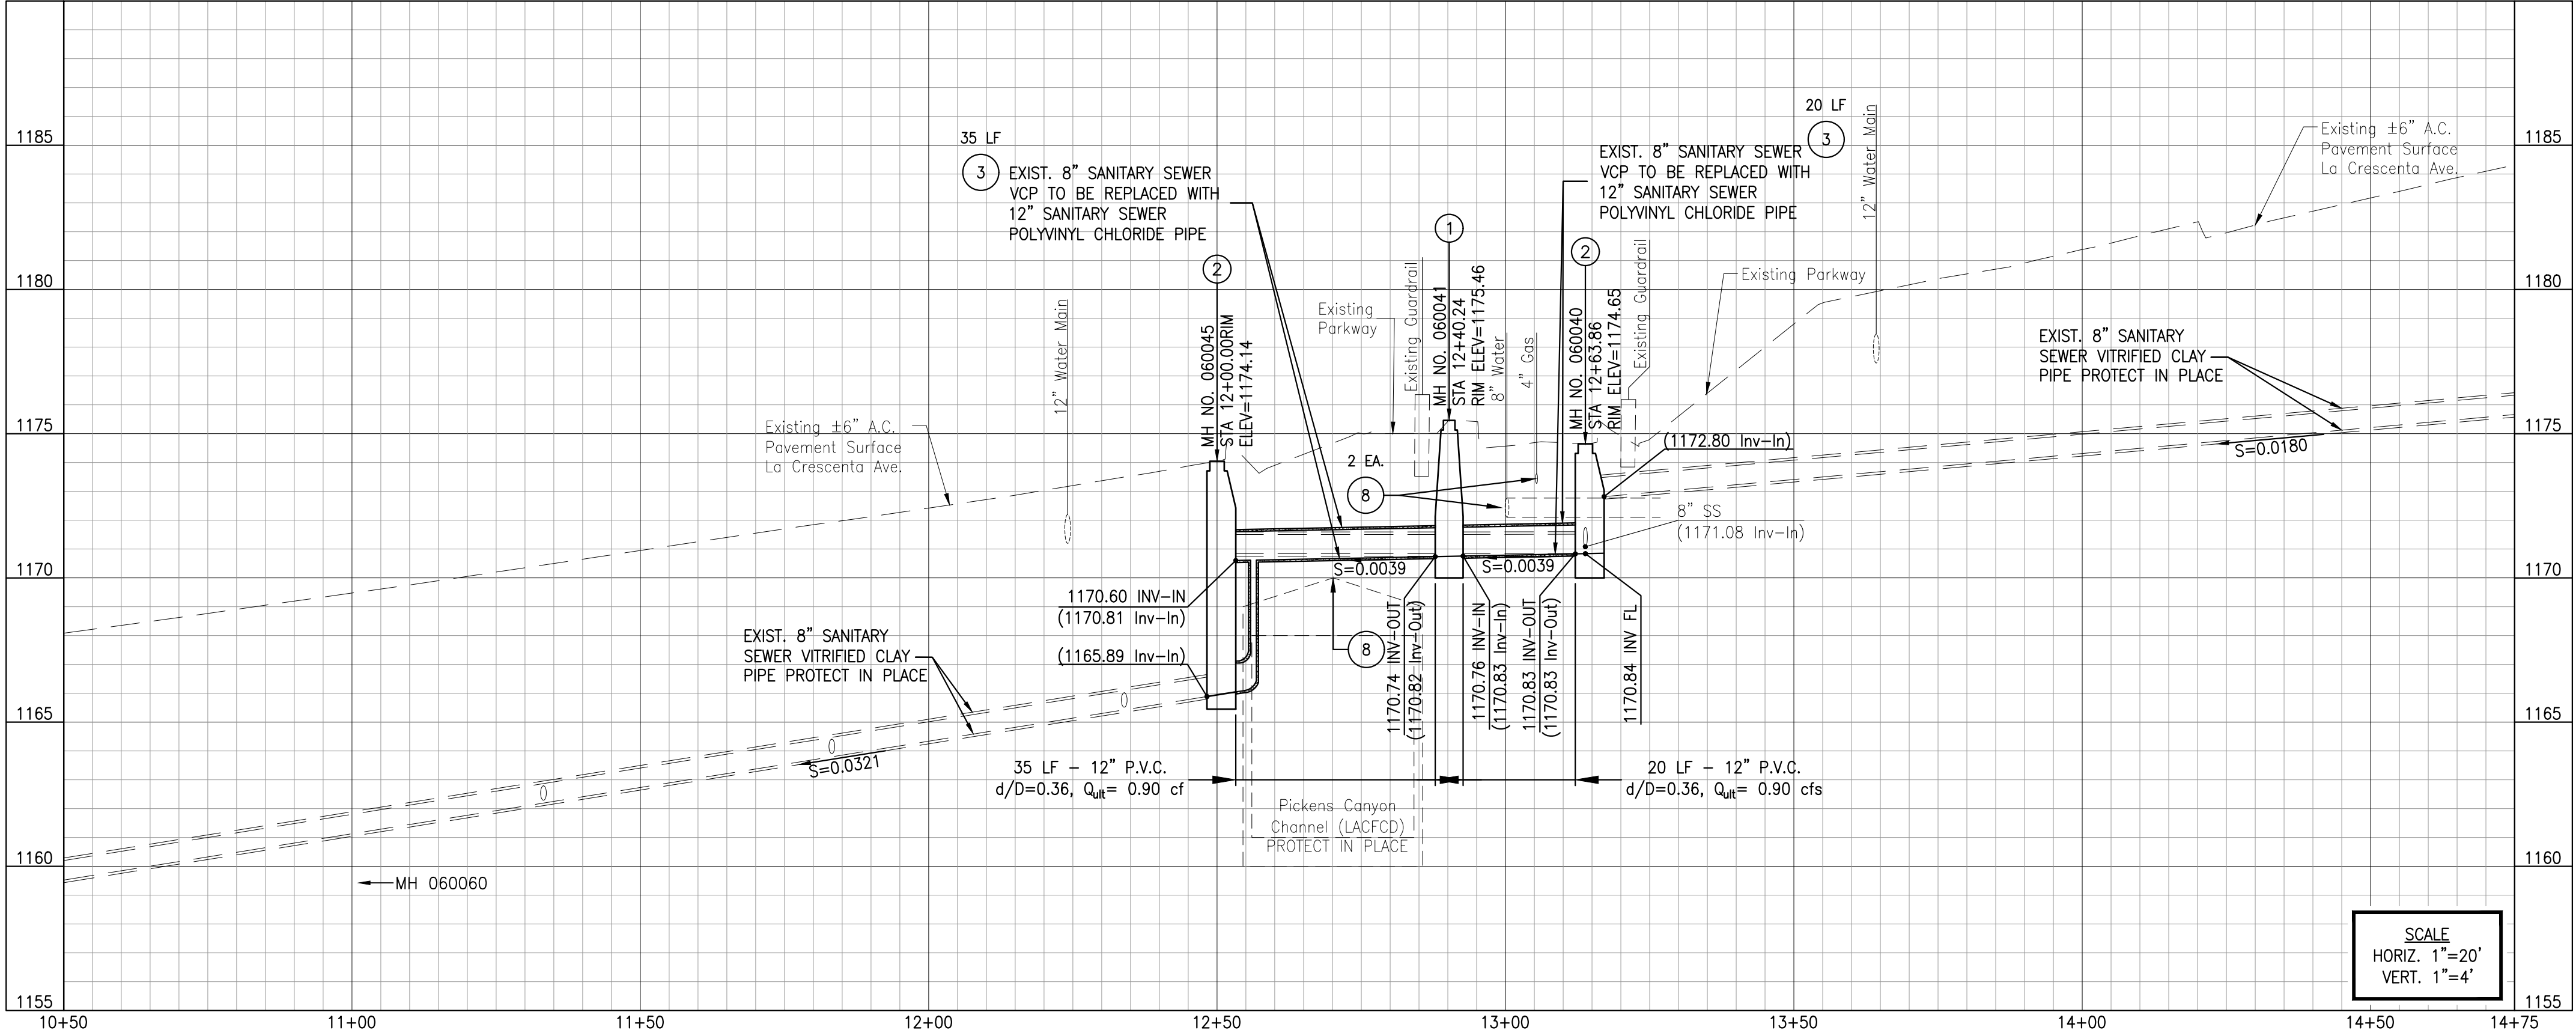 35 LF
3
EXIST. 8” SANITARY SEWER
VCP TO BE REPLACED WITH
12” SANITARY SEWER
POLYVINYL CHLORIDE PIPE
20 LF
3
EXIST. 8” SANITARY SEWER
VCP TO BE REPLACED WITH
12” SANITARY SEWER
POLYVINYL CHLORIDE PIPE
12” Water Main
Existing ±6” A.C.
Pavement Surface
La Crescenta Ave.
1185
1185
1180
1180
1175
1175
1170
1170
1165
1165
1160
1160
1155
1155
2
MH NO. 060045
STA 12+00.00RIM
ELEV=1174.14
12” Water Main
Existing ±6” A.C.
Pavement Surface
La Crescenta Ave.
Existing
Parkway
Existing Guardrail
1
MH NO. 060041
STA 12+40.24
RIM ELEV=1175.46
8” Water
4” Gas
2
MH NO. 060040
STA 12+63.86
RIM ELEV=1174.65
Existing Guardrail
Existing Parkway
EXIST. 8” SANITARY
SEWER VITRIFIED CLAY
PIPE PROTECT IN PLACE
S=0.0180
(1172.80 Inv-In)
8” SS
(1171.08 Inv-In)
2 EA.
8
S=0.0039
S=0.0039
1170.60 INV-IN
(1170.81 Inv-In)
(1165.89 Inv-In)
8
EXIST. 8” SANITARY
SEWER VITRIFIED CLAY
PIPE PROTECT IN PLACE
S=0.0321
1170.74 INV-OUT
(1170.82 Inv-Out)
1170.76 INV-IN
(1170.83 Inv-In)
1170.83 INV-OUT
(1170.83 Inv-Out)
1170.84 INV FL
35 LF - 12” P.V.C.
d/D=0.36, Qult= 0.90 cf
20 LF - 12” P.V.C.
d/D=0.36, Qult= 0.90 cfs
Pickens Canyon
Channel (LACFCD)
PROTECT IN PLACE
MH 060060
SCALE
HORIZ. 1”=20’
VERT. 1”=4’
10+50 11+00 11+50 12+00 12+50 13+00 13+50 14+00 14+50 14+75